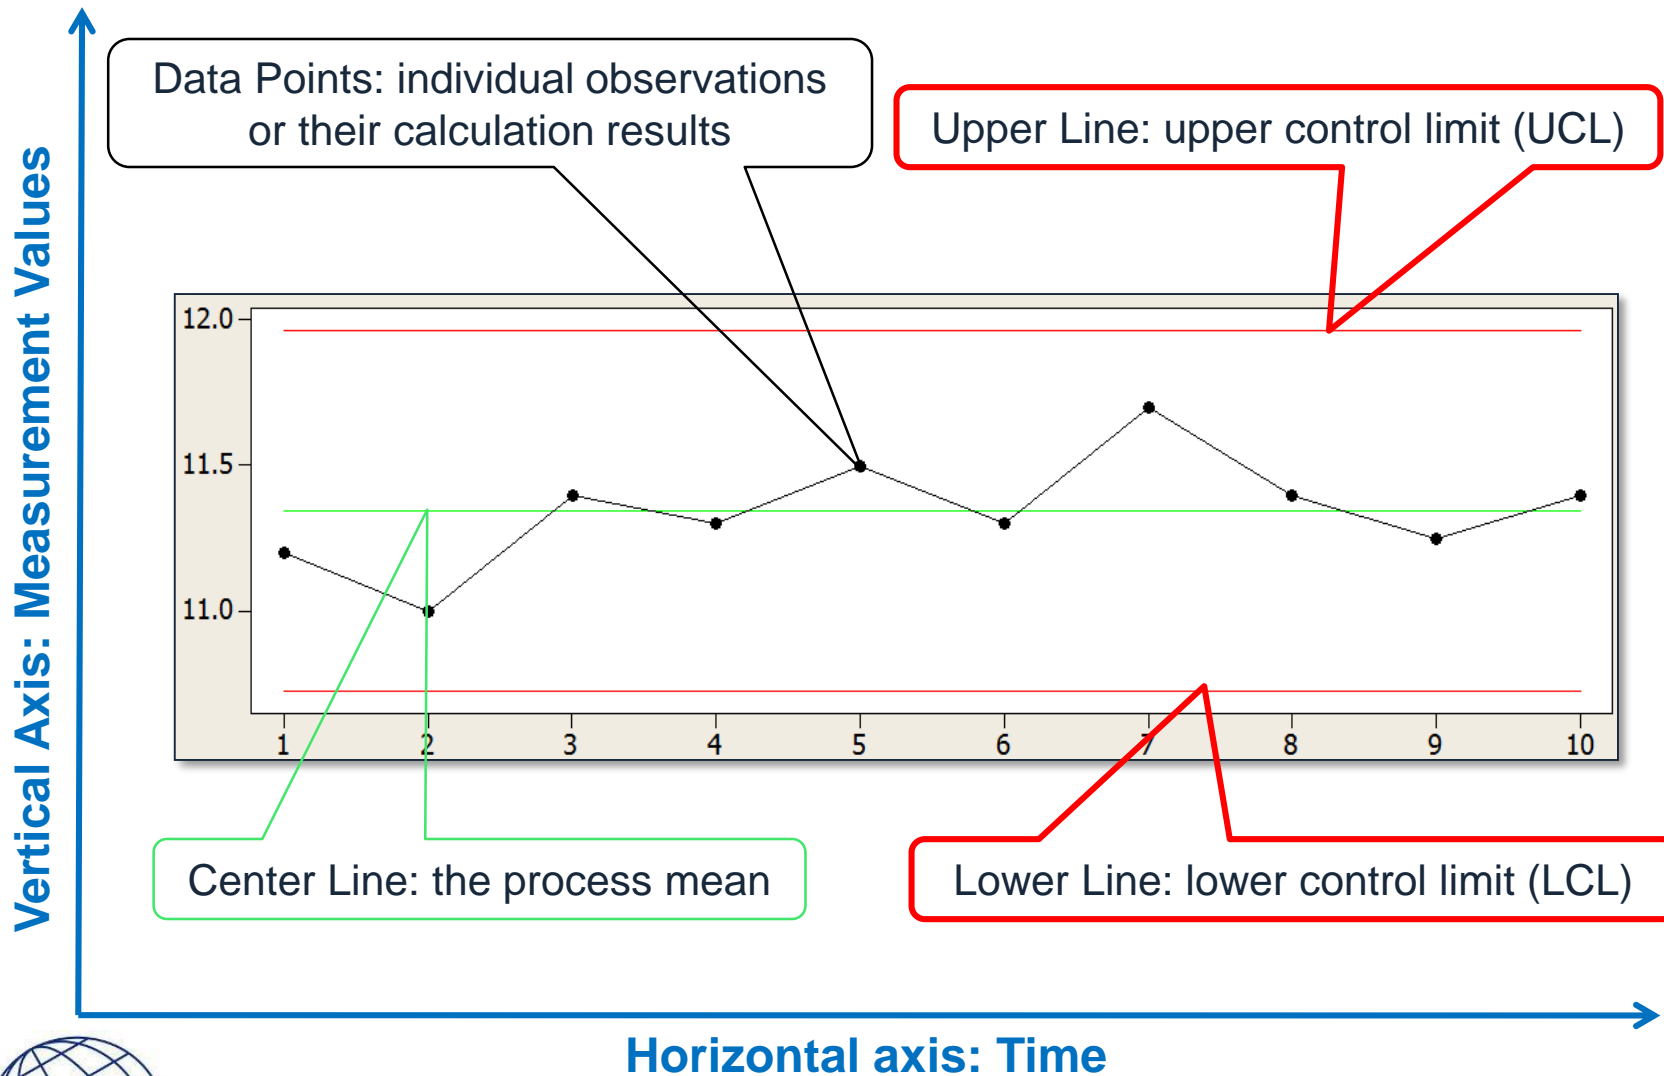 Data Points: individual observations
or their calculation results
Upper Line: upper control limit (UCL)
Vertical Axis: Measurement Values
12.0
11.5
11.0
1 2 3 4 5 6 7 8 9 10
Center Line: the process mean
Lower Line: lower control limit (LCL)
Horizontal axis: Time